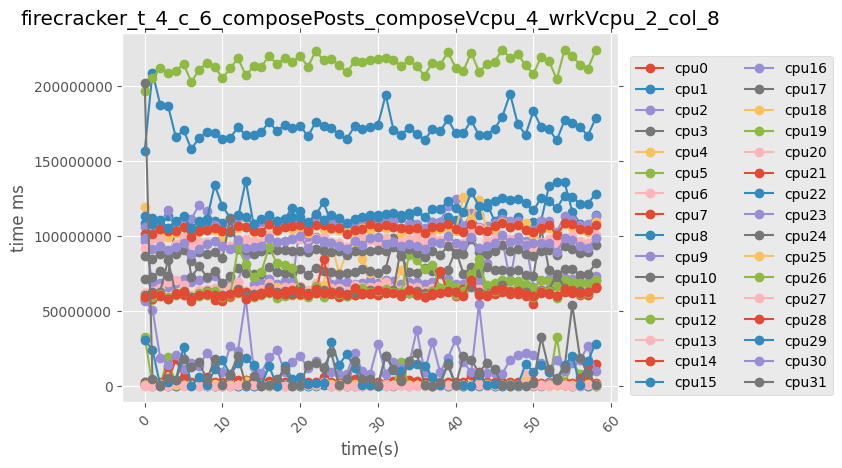 firecracker_t_4_c_6_composePosts_composeVcpu_4_wrkVcpu_2_col_8
time ms
200000000
150000000
100000000
50000000
0
0
10
20
30
40
50
60
time(s)
cpu0
cpu1
cpu2
cpu3
cpu4
cpu5
cpu6
cpu7
cpu8
cpu9
cpu10
cpu11
cpu12
cpu13
cpu14
cpu15
cpu16
cpu17
cpu18
cpu19
cpu20
cpu21
cpu22
cpu23
cpu24
cpu25
cpu26
cpu27
cpu28
cpu29
cpu30
cpu31